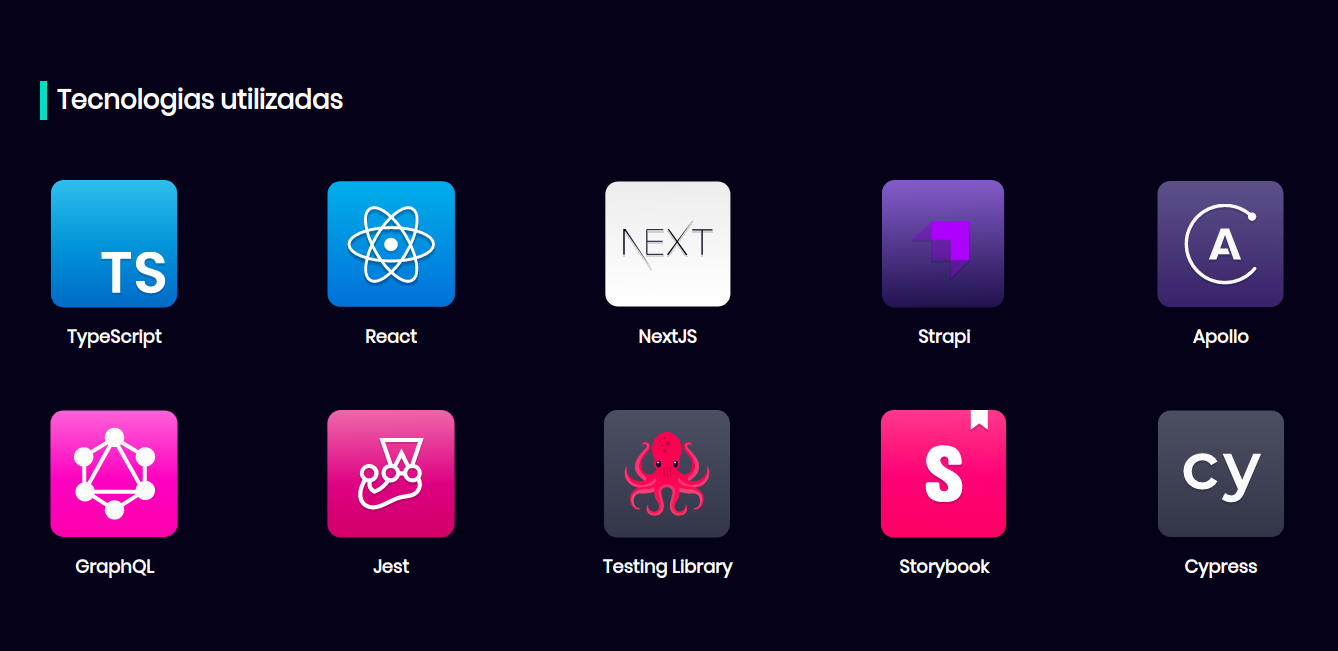 Tecnologias utilizadas
TS
NEXT
A
TypeScript
React
NextJS
Strapi
Apollo
S
cy
GraphQL
Jest
Testing Library
Storybook
Cypress